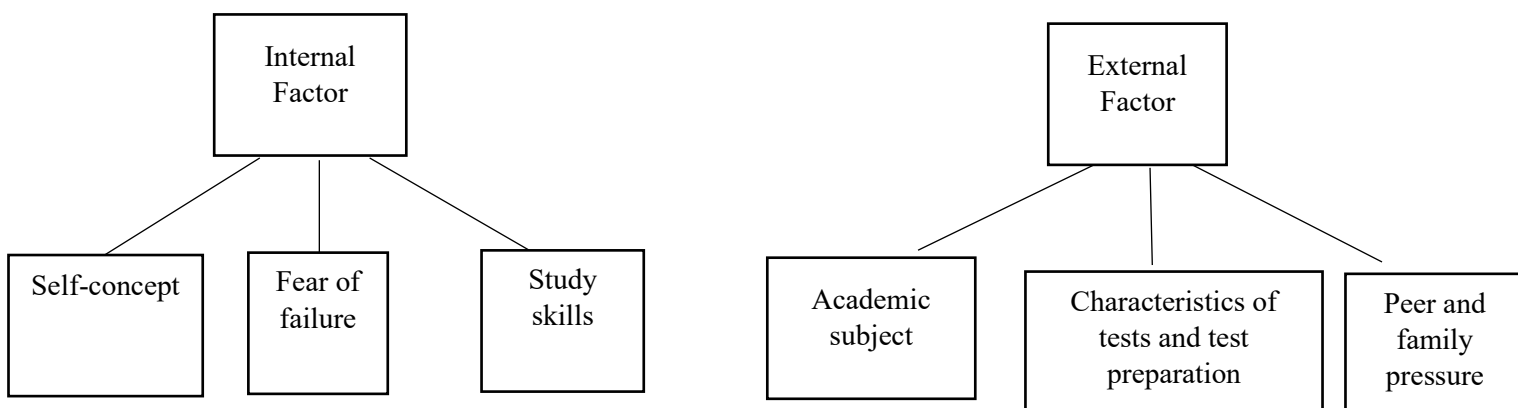 Internal
Factor
External
Factor
Self-concept
Fear of
failure
Study
skills
Academic
subject
Characteristics of
tests and test
preparation
Peer and
family
pressure